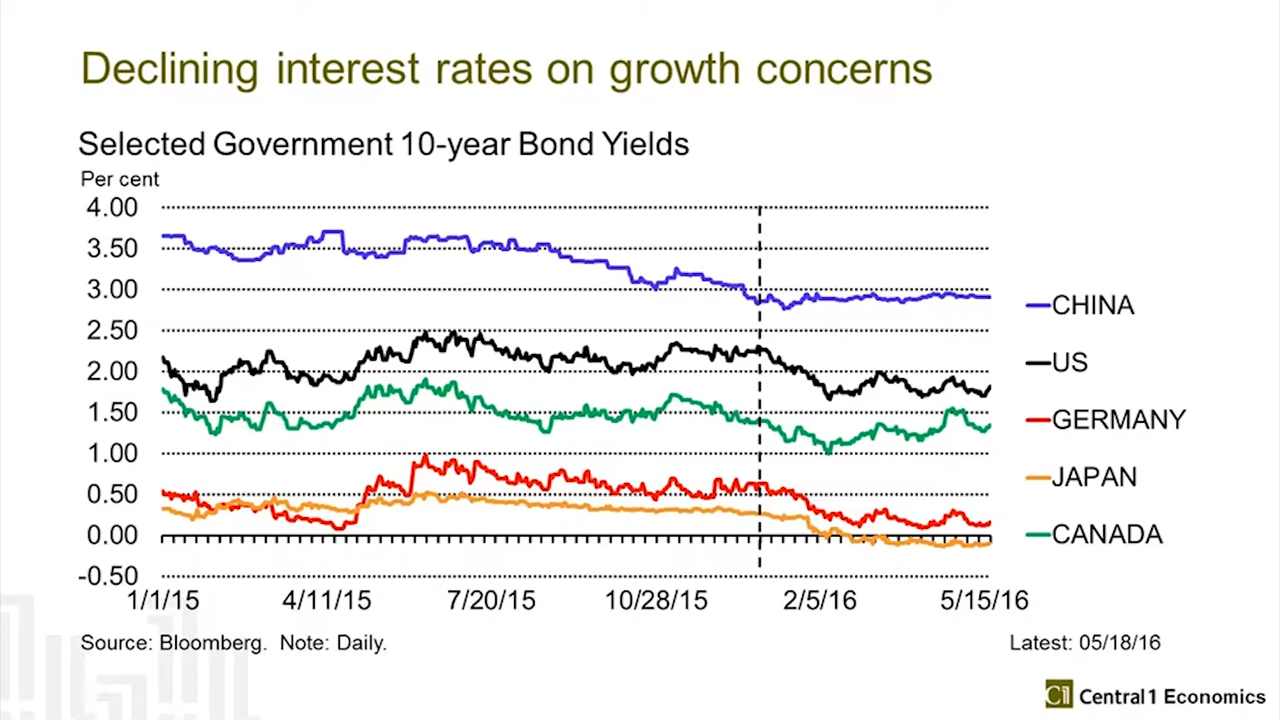 Declining interest rates on growth concerns
Selected Government 10-year Bond Yields
Per cent
4.00
3.50
3.00
2.50
2.00
1.50
1.00
0.50
0.00
-0.50
1/1/15 4/11/15 7/20/15 10/28/15 2/5/16 5/15/16
CHINA
US
GERMANY
JAPAN
CANADA
Source: Bloomberg. Note: Daily.
Latest: 05/18/16
C1 Central 1 Economics